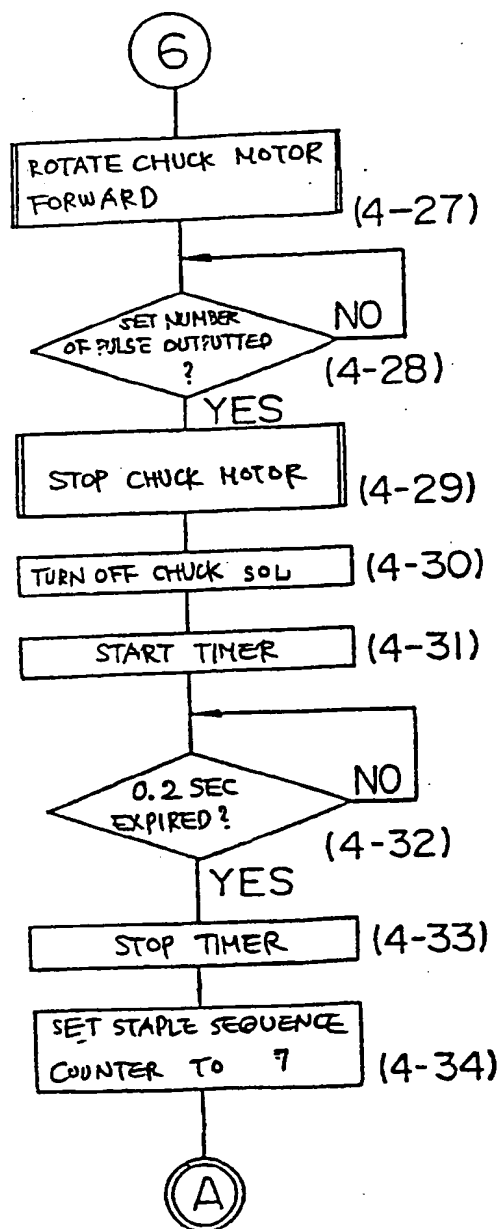 6
ROTATE CHUCK MOTOR
FORWARD
(4-27)
SET NUMBER
OF PULSE OUTPUTTED
?
NO
(4-28)
YES
STOP CHUCK MOTOR
(4-29)
TURN OFF CHUCK SOL
(4-30)
START TIMER
(4-31)
0.2 SEC
EXPIRED?
NO
(4-32)
YES
STOP TIMER
(4-33)
SET STAPLE SEQUENCE
COUNTER TO 7
(4-34)
A